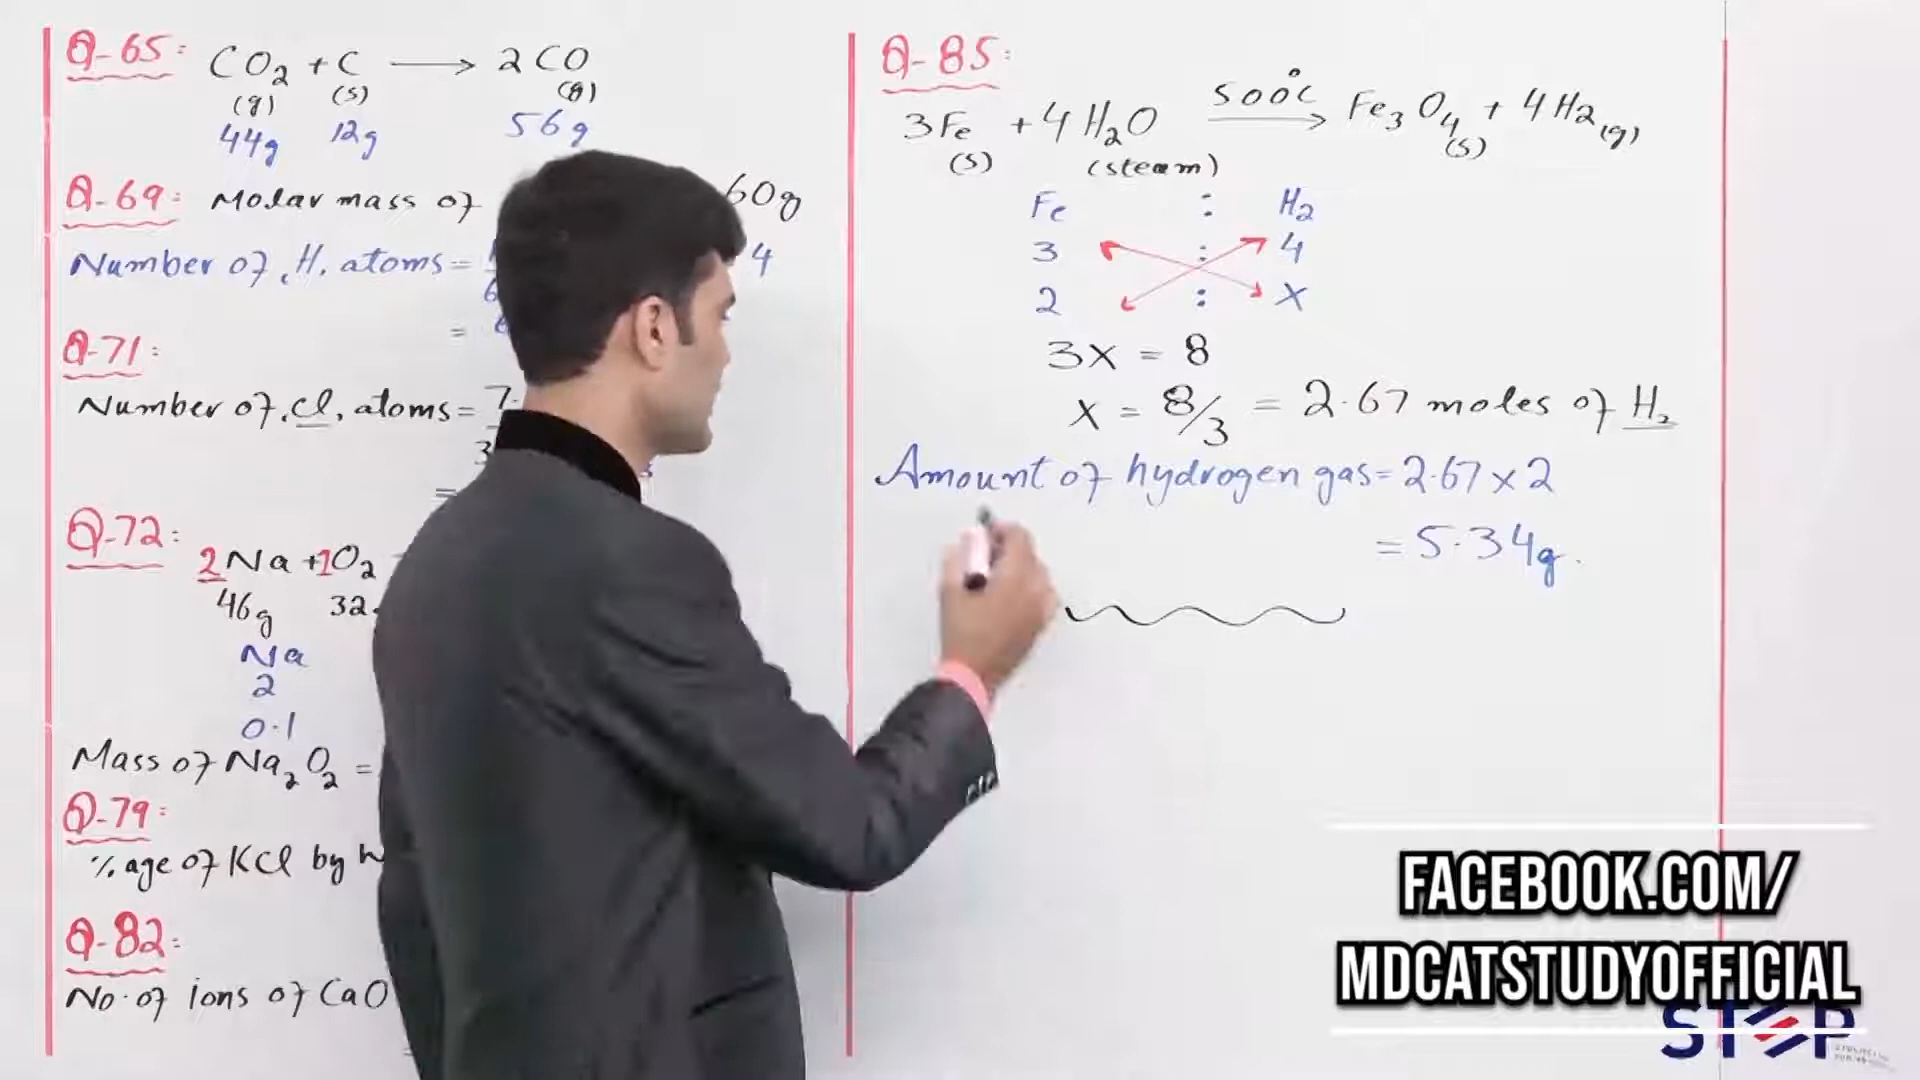 Q-65:
CO2 + C → 2CO
(g) (s) (g)
44g 12g 56g
Q-69: Molar mass of 60g
Number of H atoms = 4
=
Q-71:
Number of Cl atoms = 7.
3
=
Q-72:
2Na + 1O2
46g 32
Na
2
0.1
Mass of Na2O2 =
Q-79:
%age of KCl by
Q-82:
No. of ions of CaO
Q-85:
3Fe + 4H2O 500°C → Fe3O4 + 4H2(g)
(s) (steam) (s)
Fe : H2
3 : 4
2 : X
3X = 8
X = 8/3 = 2.67 moles of H2
Amount of hydrogen gas = 2.67 x 2
= 5.34g.
FACEBOOK.COM/
MDCATSTUDYOFFICIAL
STEP